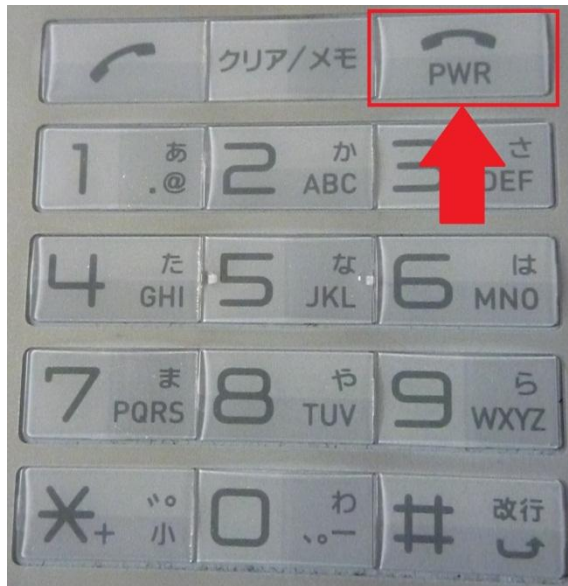 クリア/メモ
PWR
1 あ .@
2 か ABC
3 さ DEF
4 た GHI
5 な JKL
6 は MNO
7 ま PQRS
8 や TUV
9 ら WXYZ
*+ ゛゜ 小
0 わ 、。ー
# 改行